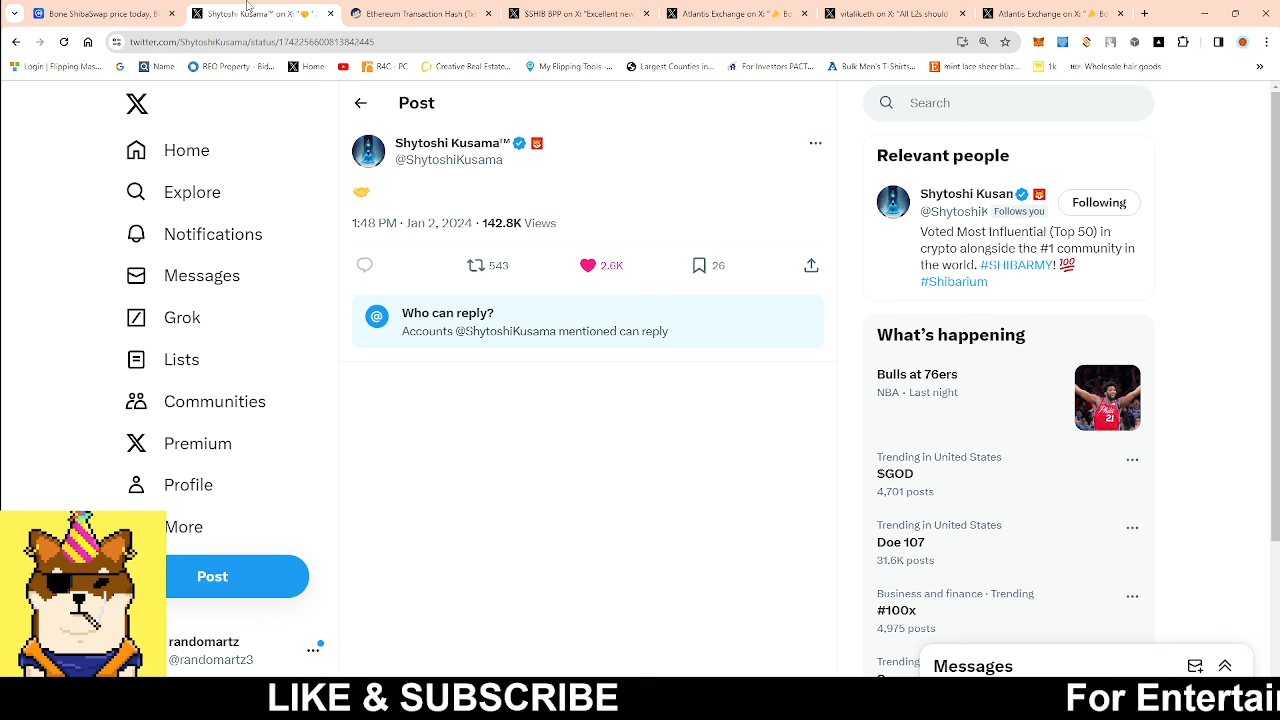 Bone ShibaSwap price today, B
Shytoshi Kusama™ on X: "🤝" /
Ethereum Transaction Hash (Tx
$SHIB BPP on X: "Excellent new
Atlantis Exchange on X: "🔑 Bo
vitalik.eth on X: "All L2s should
Atlantis Exchange on X: "🔑 Bo
twitter.com/ShytoshiKusama/status/1742256600813842445
Login | Flipping Mas...
Name
REO Property - Bid...
Home
R4C - PC
Creative Real Estate...
My Flipping Tools ...
Largest Counties in...
For Investors PACT...
Bulk Men's T-Shirts...
mint lace sheer blaz...
1k
Wholesale hair goods
»
Home
Explore
Notifications
Messages
Grok
Lists
Communities
Premium
Profile
More
Post
randomartz
@randomartz3
Post
Shytoshi Kusama™
@ShytoshiKusama
🤝
1:48 PM · Jan 2, 2024 · 142.8K Views
543
2.6K
26
Who can reply?
Accounts @ShytoshiKusama mentioned can reply
Search
Relevant people
Shytoshi Kusan
@ShytoshiK Follows you
Following
Voted Most Influential (Top 50) in
crypto alongside the #1 community in
the world. #SHIBARMY! 💯
#Shibarium
What's happening
Bulls at 76ers
NBA · Last night
Trending in United States
$GOD
4,701 posts
Trending in United States
Doe 107
31.6K posts
Business and finance · Trending
#100x
4,975 posts
Trending
Messages
LIKE & SUBSCRIBE
For Entertai